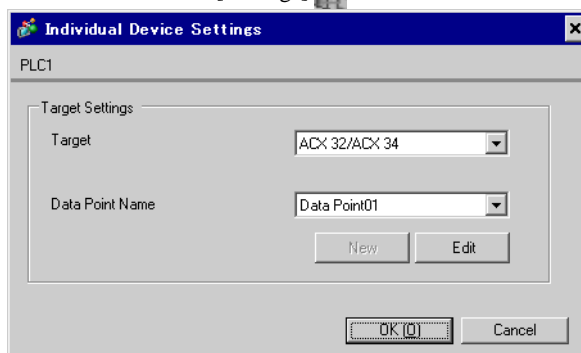 Individual Device Settings
PLC1
Target Settings
Target ACX 32/ACX 34
Data Point Name Data Point01
New Edit
OK (O) Cancel